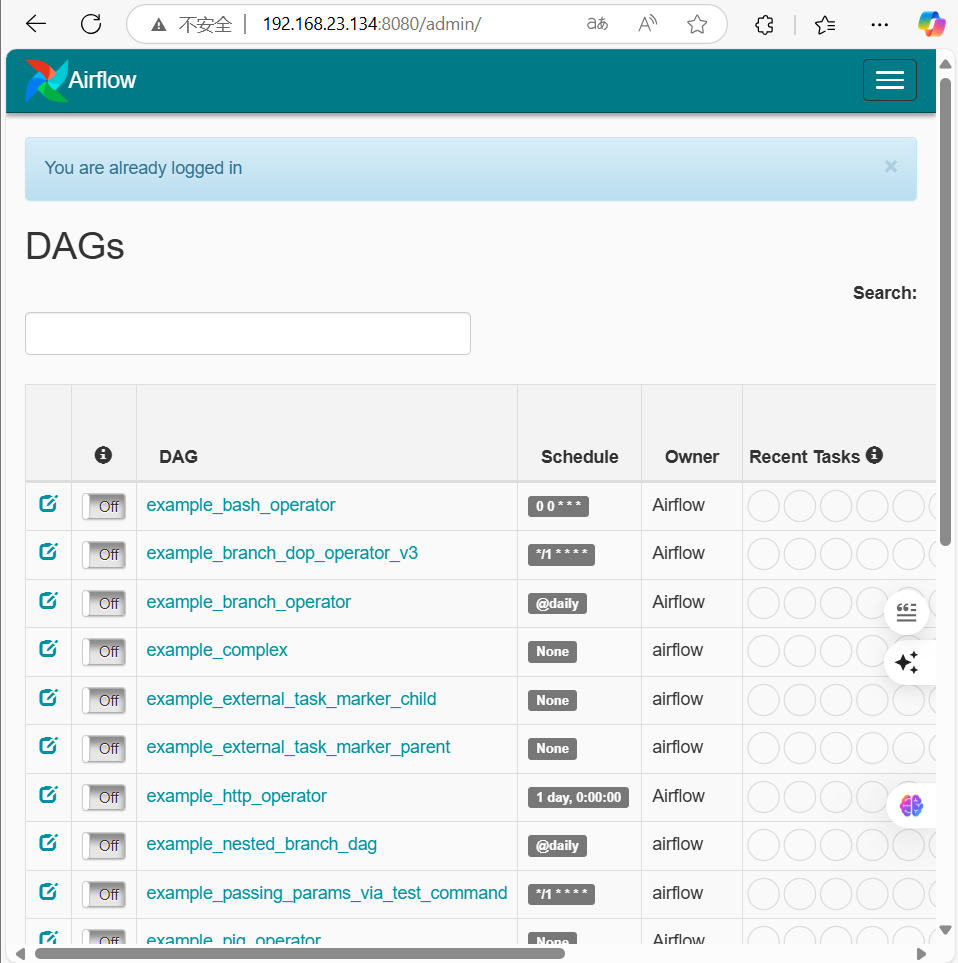 不安全 192.168.23.134:8080/admin/ aあ A
Airflow
You are already logged in ×
DAGs
Search:
DAG Schedule Owner Recent Tasks
Off example_bash_operator 0 0 * * * Airflow
Off example_branch_dop_operator_v3 */1 * * * * Airflow
Off example_branch_operator @daily Airflow
Off example_complex None airflow
Off example_external_task_marker_child None airflow
Off example_external_task_marker_parent None airflow
Off example_http_operator 1 day, 0:00:00 Airflow
Off example_nested_branch_dag @daily airflow
Off example_passing_params_via_test_command */1 * * * * airflow
Off example_pig_operator None Airflow